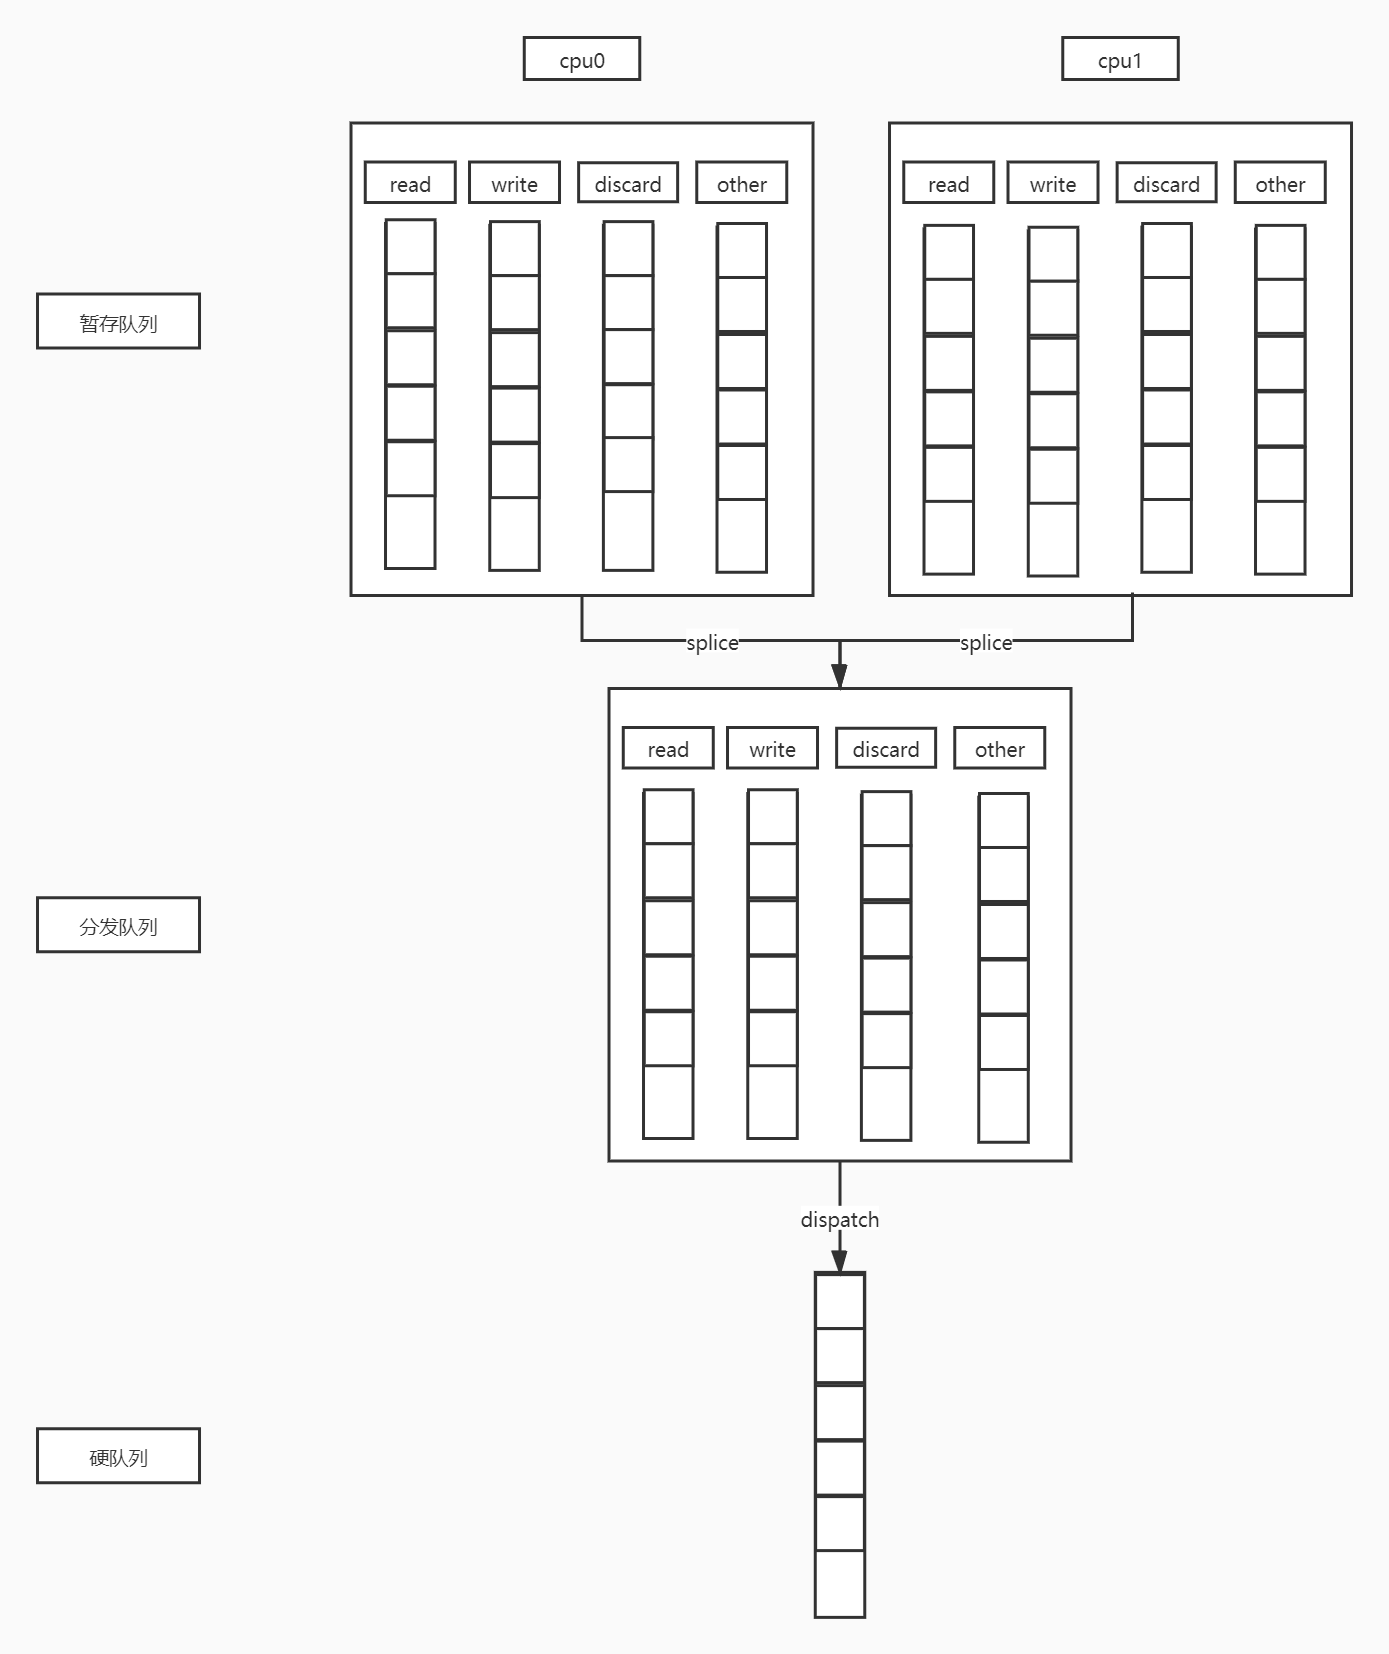 cpu0
cpu1
read write discard other
read write discard other
暂存队列
splice
splice
read write discard other
分发队列
dispatch
硬队列